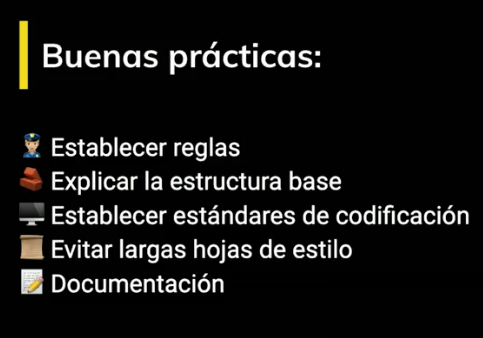 Buenas prácticas:
👮 Establecer reglas
🧱 Explicar la estructura base
🖥️ Establecer estándares de codificación
📜 Evitar largas hojas de estilo
📝 Documentación